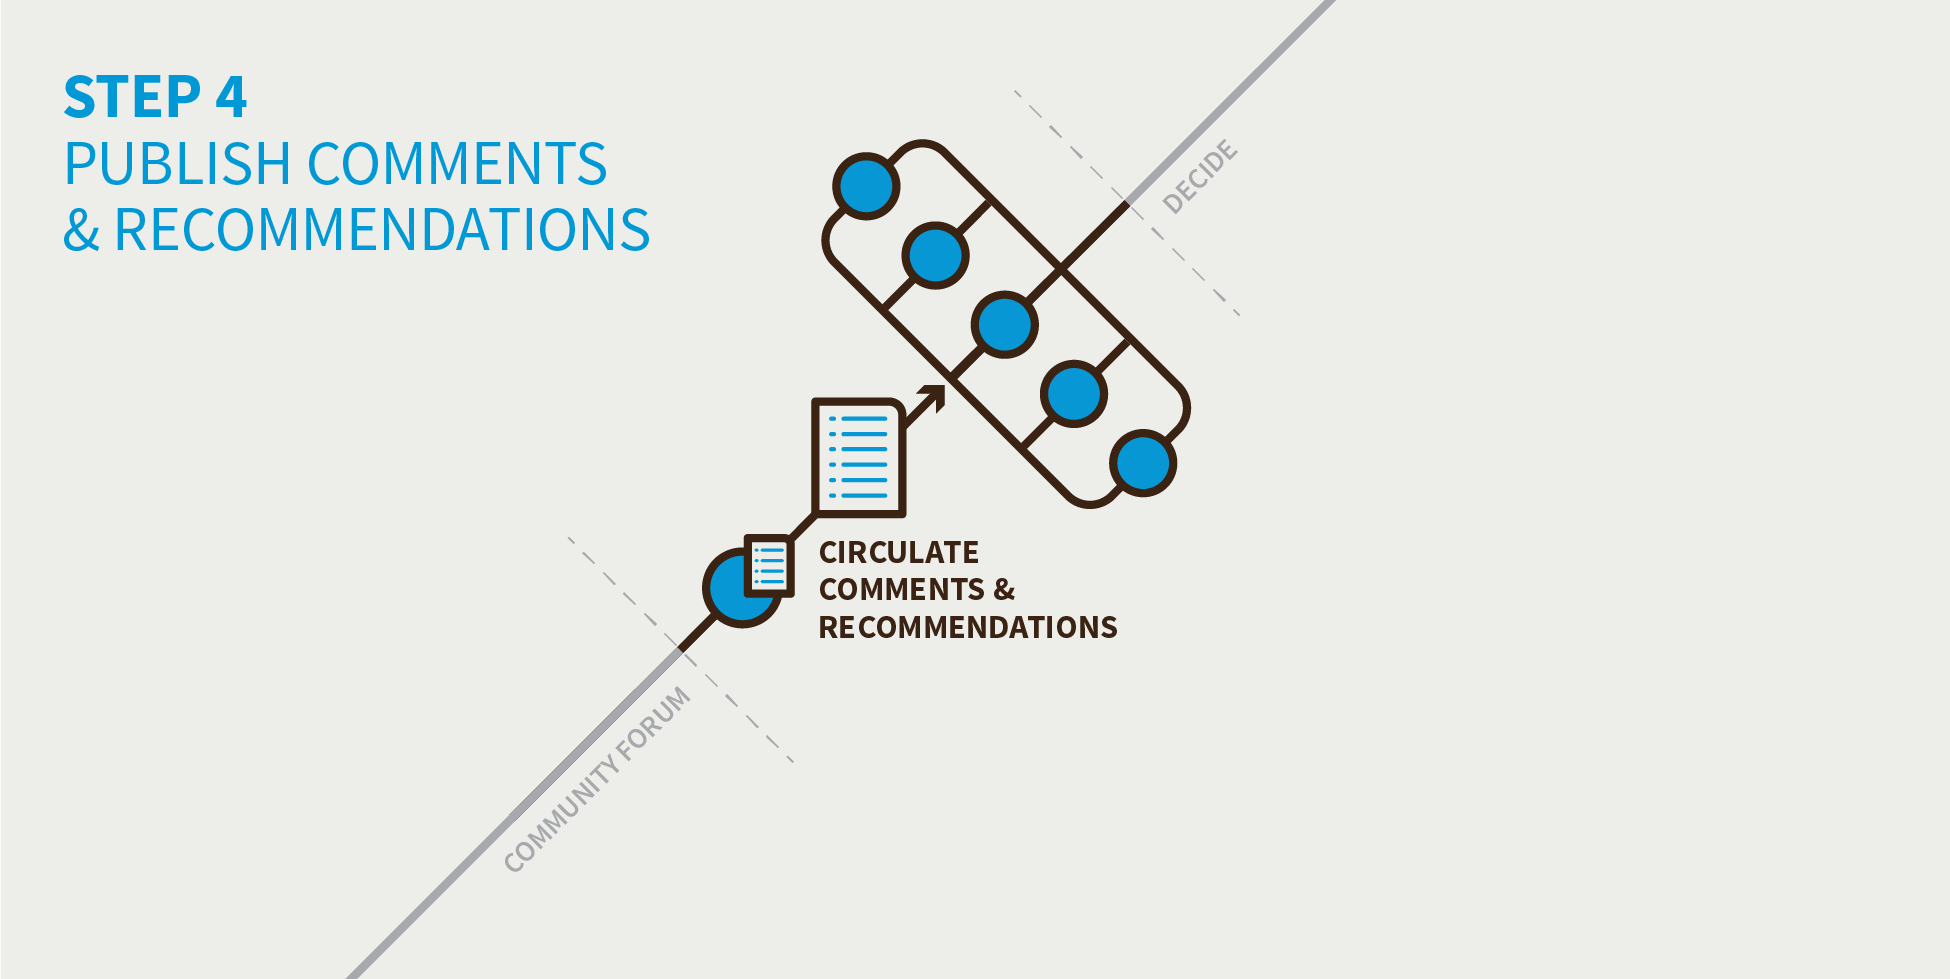 STEP 4
PUBLISH COMMENTS
& RECOMMENDATIONS
DECIDE
CIRCULATE
COMMENTS &
RECOMMENDATIONS
COMMUNITY FORUM